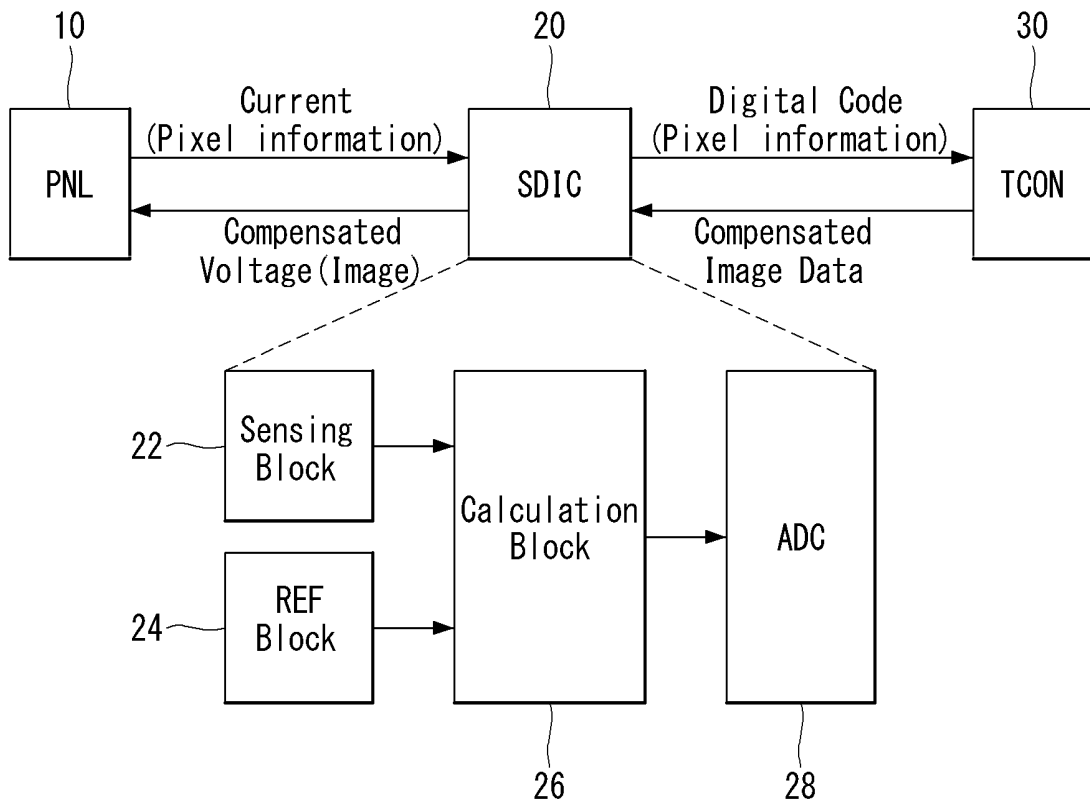 10
20
30
Current
(Pixel information)
Digital Code
(Pixel information)
PNL
SDIC
TCON
Compensated
Voltage(Image)
Compensated
Image Data
22
Sensing
Block
Calculation
Block
ADC
24
REF
Block
26
28